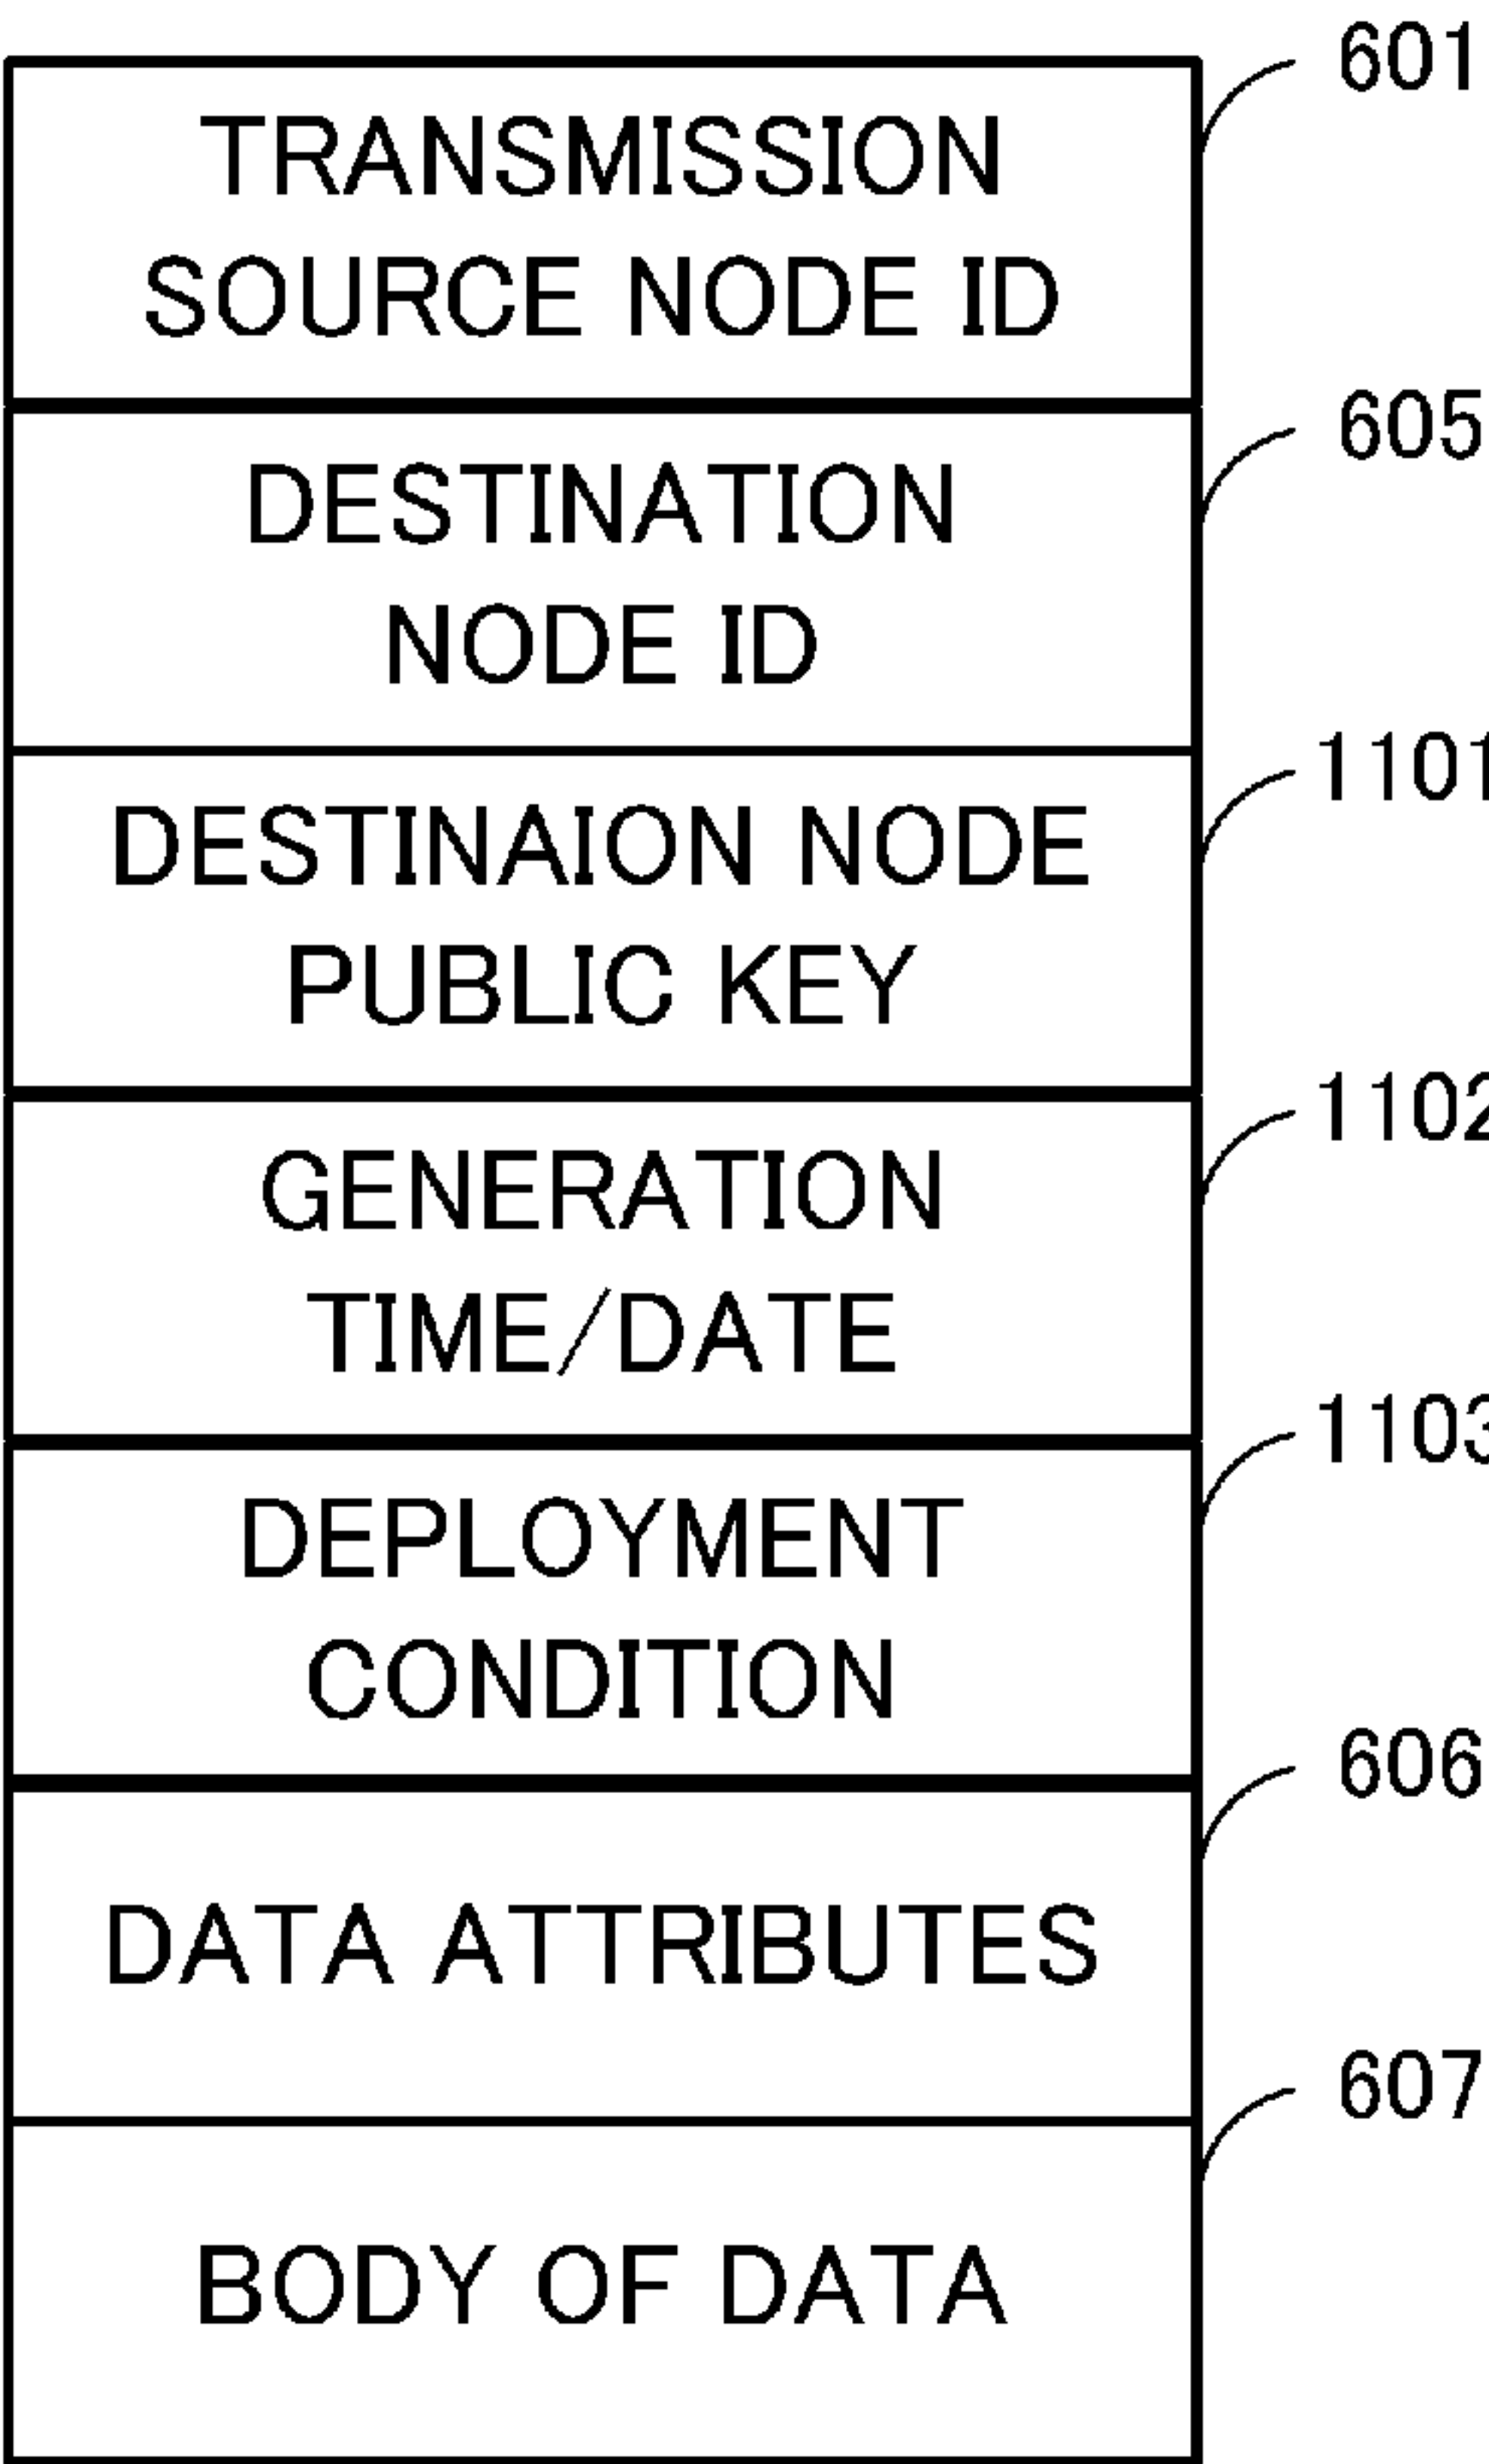 601
TRANSMISSION
SOURCE NODE ID
605
DESTINATION
NODE ID
1101
DESTINAION NODE
PUBLIC KEY
1102
GENERATION
TIME/DATE
1103
DEPLOYMENT
CONDITION
606
DATA ATTRIBUTES
607
BODY OF DATA